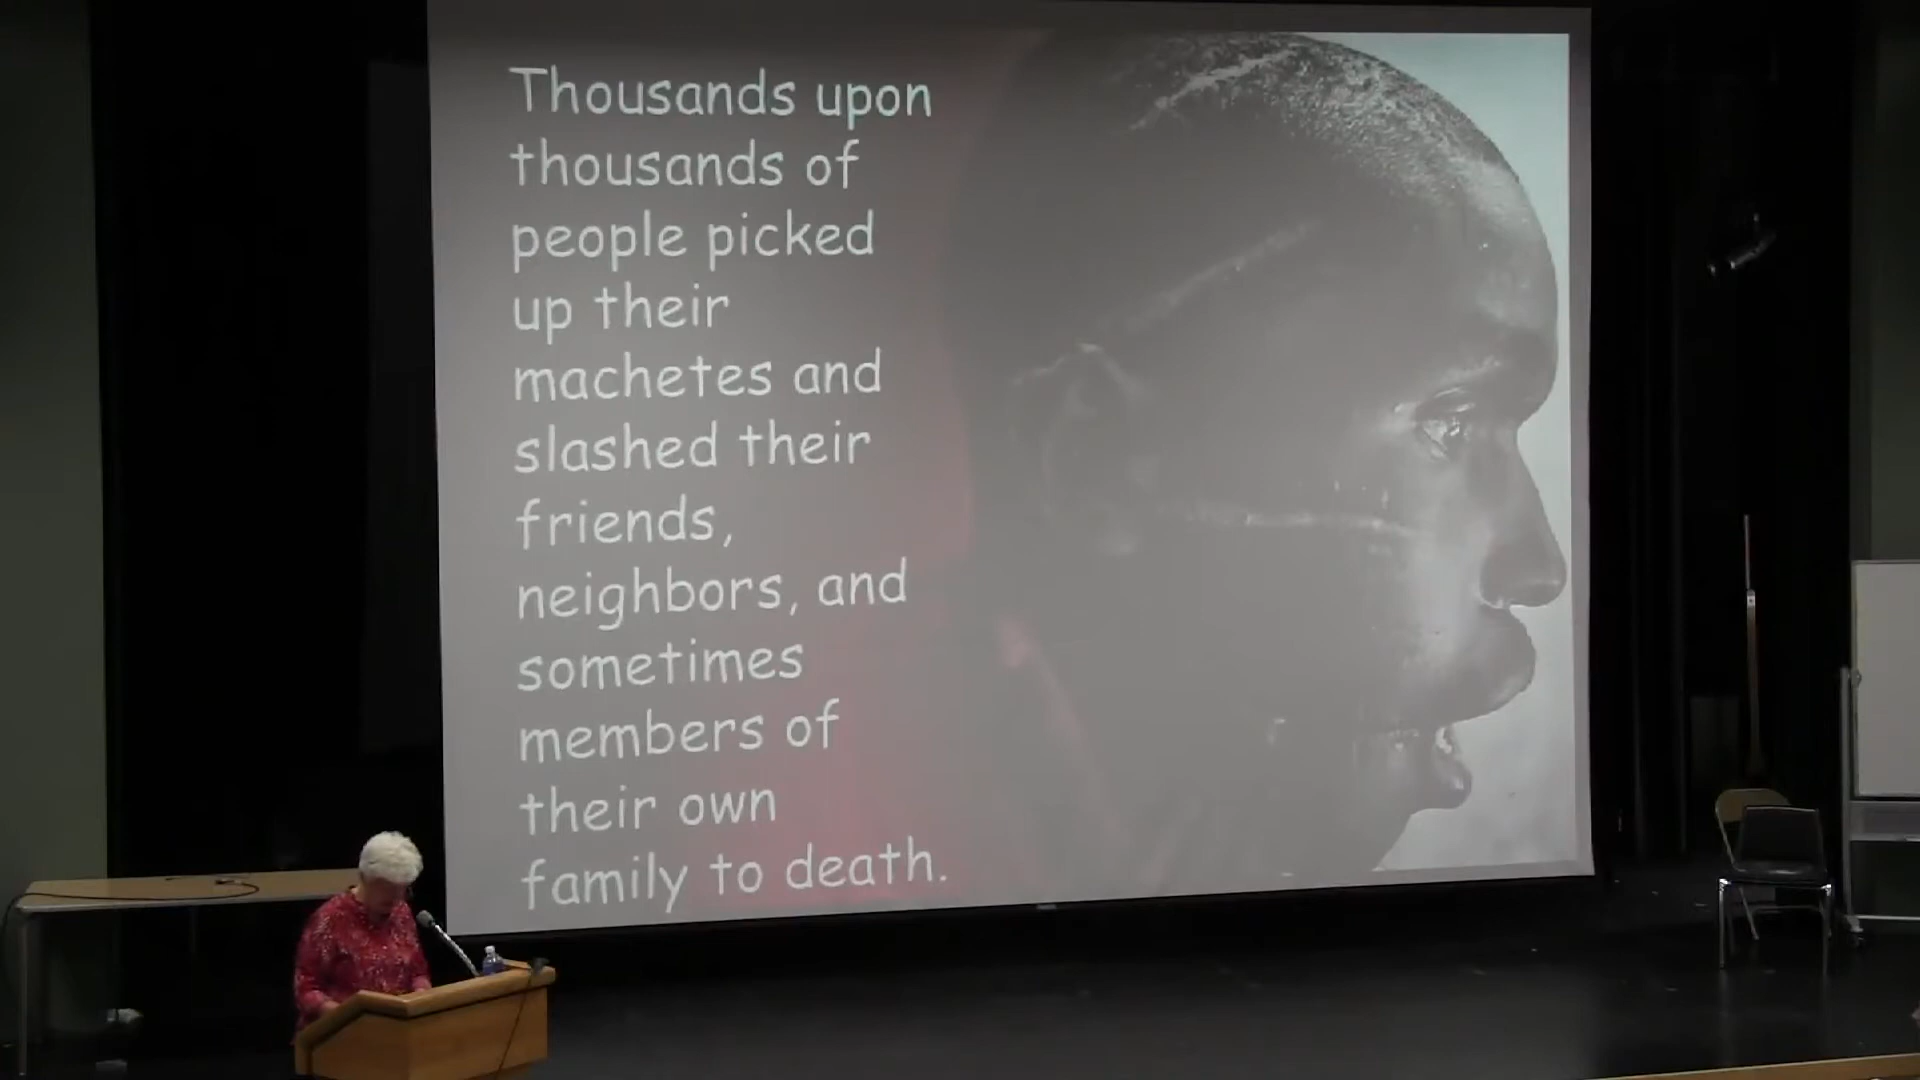 Thousands upon
thousands of
people picked
up their
machetes and
slashed their
friends,
neighbors, and
sometimes
members of
their own
family to death.